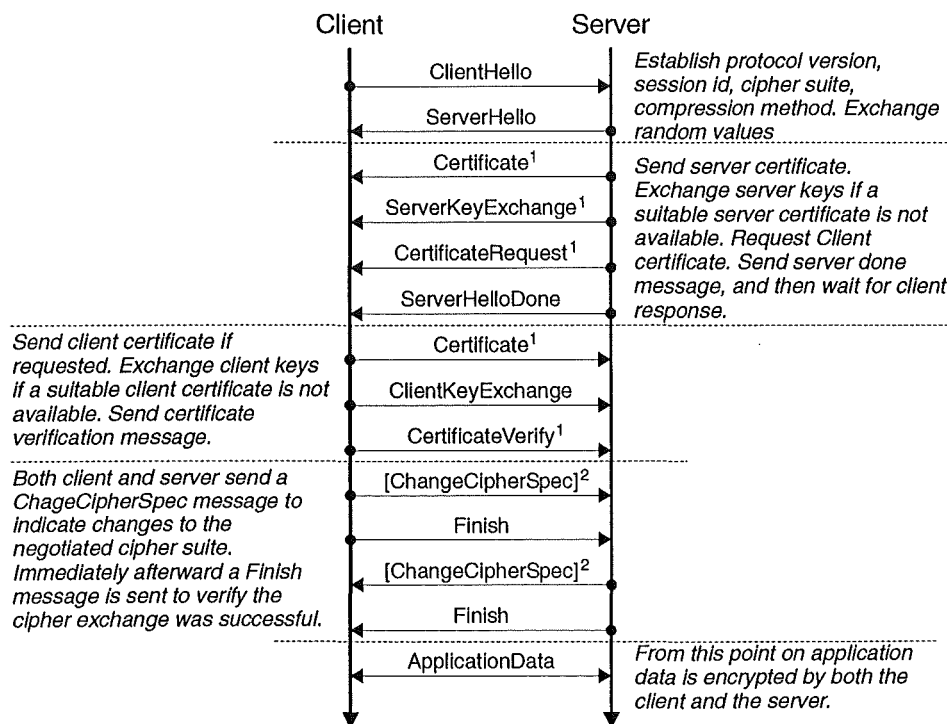 Client
Server
ClientHello
Establish protocol version,
session id, cipher suite,
compression method. Exchange
random values
ServerHello
Certificate¹
Send server certificate.
Exchange server keys if a
suitable server certificate is not
available. Request Client
certificate. Send server done
message, and then wait for client
response.
ServerKeyExchange¹
CertificateRequest¹
ServerHelloDone
Send client certificate if
requested. Exchange client keys
if a suitable client certificate is not
available. Send certificate
verification message.
Certificate¹
ClientKeyExchange
CertificateVerify¹
Both client and server send a
ChageCipherSpec message to
indicate changes to the
negotiated cipher suite.
Immediately afterward a Finish
message is sent to verify the
cipher exchange was successful.
[ChangeCipherSpec]²
Finish
[ChangeCipherSpec]²
Finish
ApplicationData
From this point on application
data is encrypted by both the
client and the server.